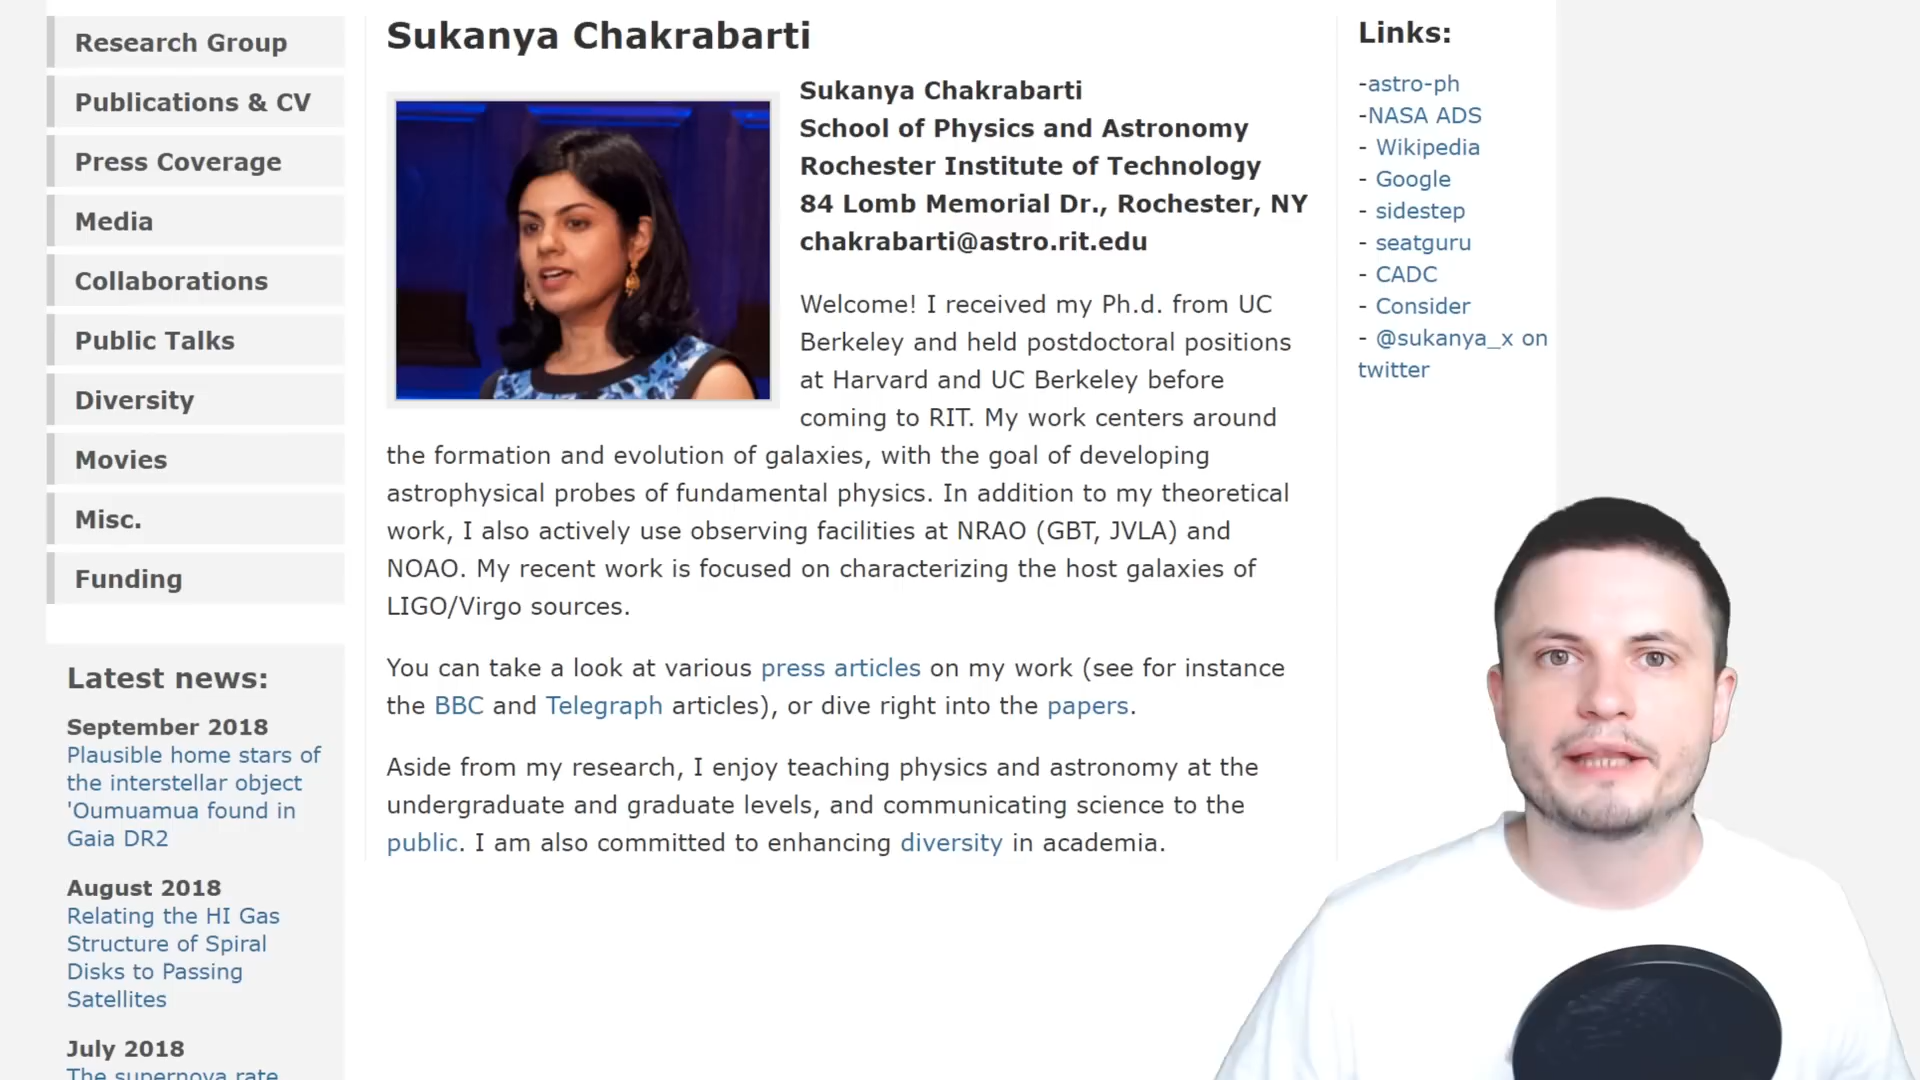 Research Group
Publications & CV
Press Coverage
Media
Collaborations
Public Talks
Diversity
Movies
Misc.
Funding
Latest news:
September 2018
Plausible home stars of
the interstellar object
'Oumuamua found in
Gaia DR2
August 2018
Relating the HI Gas
Structure of Spiral
Disks to Passing
Satellites
July 2018
The supernova rate
Sukanya Chakrabarti
Sukanya Chakrabarti
School of Physics and Astronomy
Rochester Institute of Technology
84 Lomb Memorial Dr., Rochester, NY
chakrabarti@astro.rit.edu
Welcome! I received my Ph.d. from UC
Berkeley and held postdoctoral positions
at Harvard and UC Berkeley before
coming to RIT. My work centers around
the formation and evolution of galaxies, with the goal of developing
astrophysical probes of fundamental physics. In addition to my theoretical
work, I also actively use observing facilities at NRAO (GBT, JVLA) and
NOAO. My recent work is focused on characterizing the host galaxies of
LIGO/Virgo sources.
You can take a look at various press articles on my work (see for instance
the BBC and Telegraph articles), or dive right into the papers.
Aside from my research, I enjoy teaching physics and astronomy at the
undergraduate and graduate levels, and communicating science to the
public. I am also committed to enhancing diversity in academia.
Links:
-astro-ph
-NASA ADS
- Wikipedia
- Google
- sidestep
- seatguru
- CADC
- Consider
- @sukanya_x on
twitter